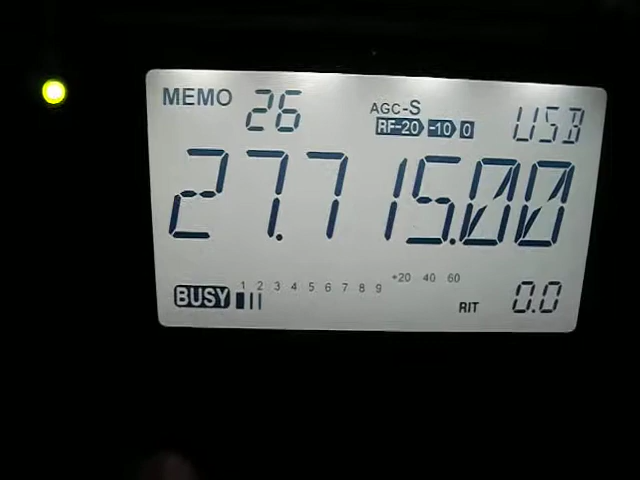 MEMO 26 AGC-S USB
RF-20 -10 0
27.715.00
+20 40 60
1 2 3 4 5 6 7 8 9
BUSY RIT 0.0